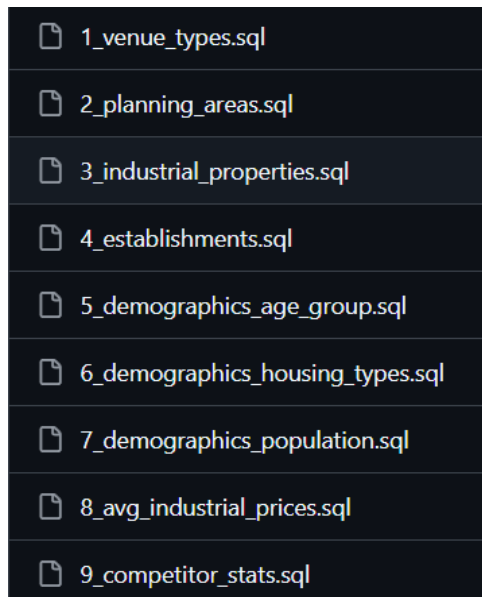 1_venue_types.sql
2_planning_areas.sql
3_industrial_properties.sql
4_establishments.sql
5_demographics_age_group.sql
6_demographics_housing_types.sql
7_demographics_population.sql
8_avg_industrial_prices.sql
9_competitor_stats.sql